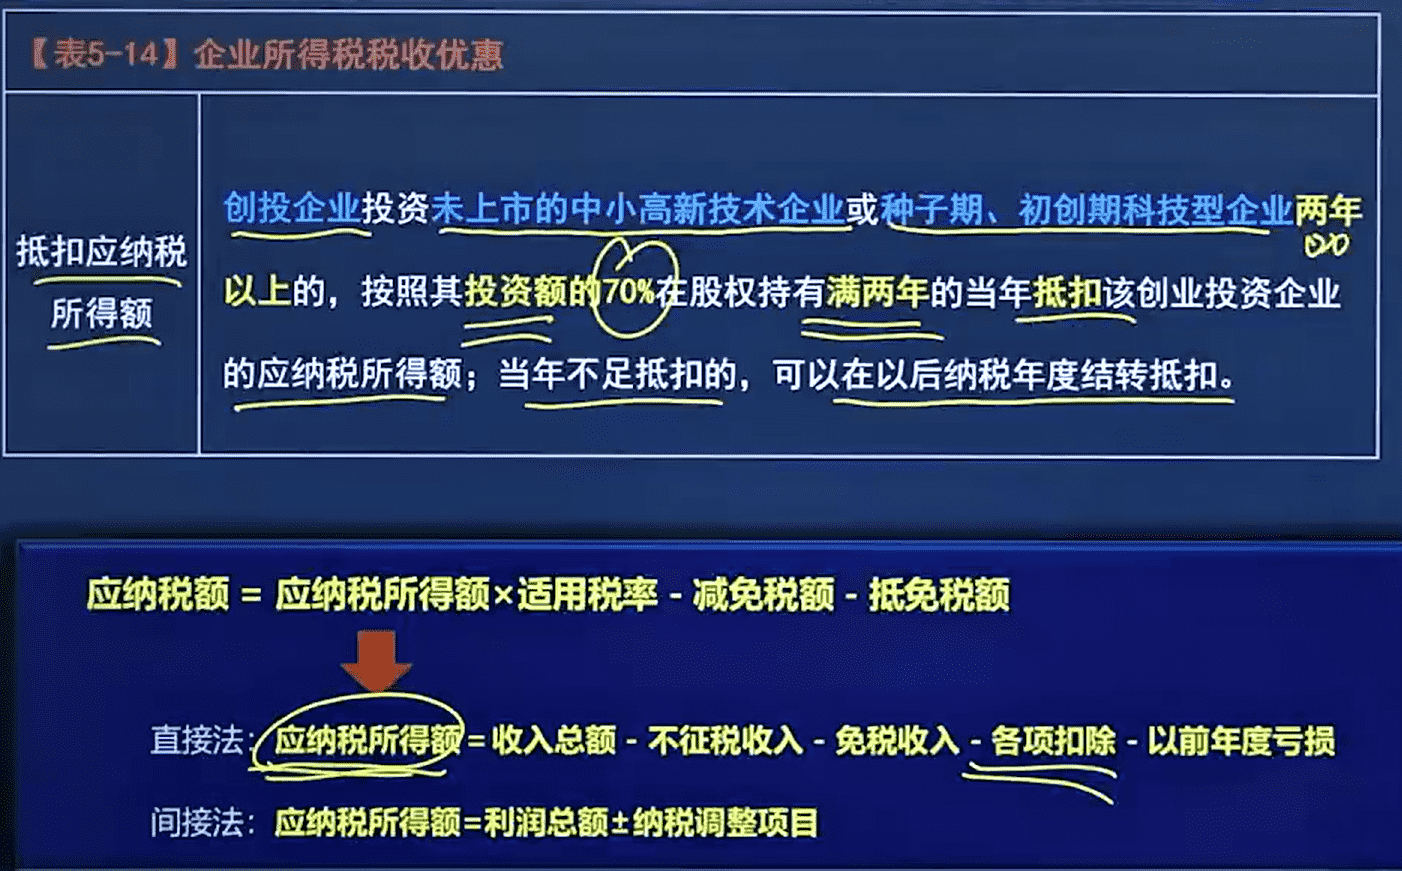 【表5-14】企业所得税税收优惠
抵扣应纳税
所得额
创投企业投资未上市的中小高新技术企业或种子期、初创期科技型企业两年
以上的，按照其投资额的70%在股权持有满两年的当年抵扣该创业投资企业
的应纳税所得额；当年不足抵扣的，可以在以后纳税年度结转抵扣。
应纳税额 = 应纳税所得额×适用税率 - 减免税额 - 抵免税额
直接法：应纳税所得额=收入总额 - 不征税收入 - 免税收入 - 各项扣除 - 以前年度亏损
间接法：应纳税所得额=利润总额±纳税调整项目